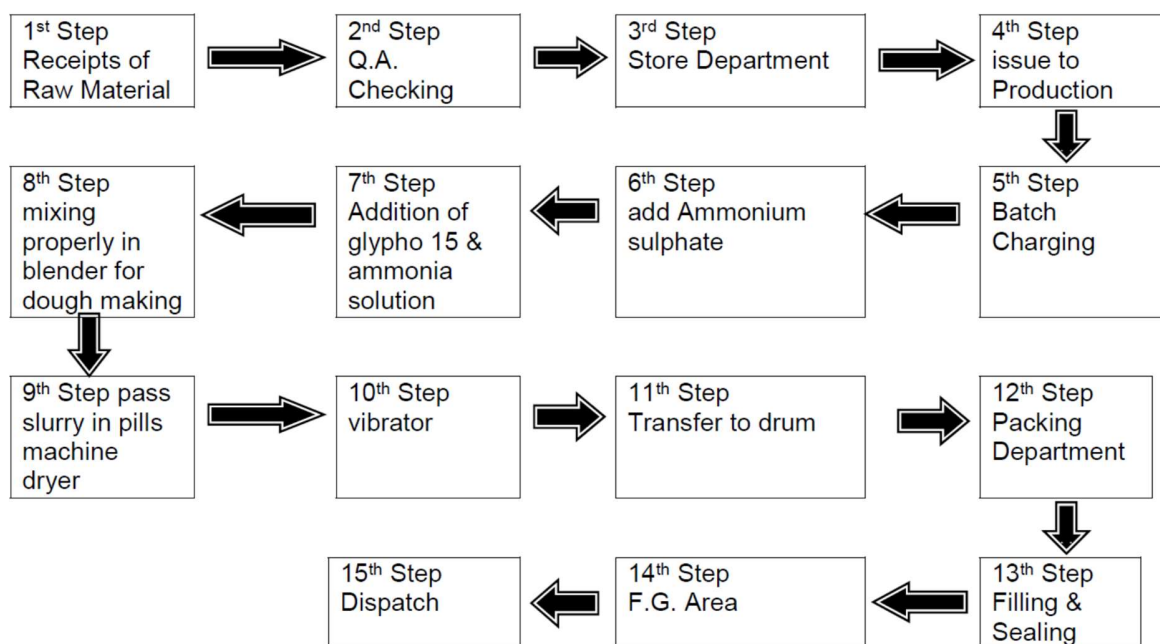 1st Step
Receipts of
Raw Material
2nd Step
Q.A.
Checking
3rd Step
Store Department
4th Step
issue to
Production
5th Step
Batch
Charging
6th Step
add Ammonium
sulphate
7th Step
Addition of
glypho 15 &
ammonia
solution
8th Step
mixing
properly in
blender for
dough making
9th Step pass
slurry in pills
machine
dryer
10th Step
vibrator
11th Step
Transfer to drum
12th Step
Packing
Department
13th Step
Filling &
Sealing
14th Step
F.G. Area
15th Step
Dispatch